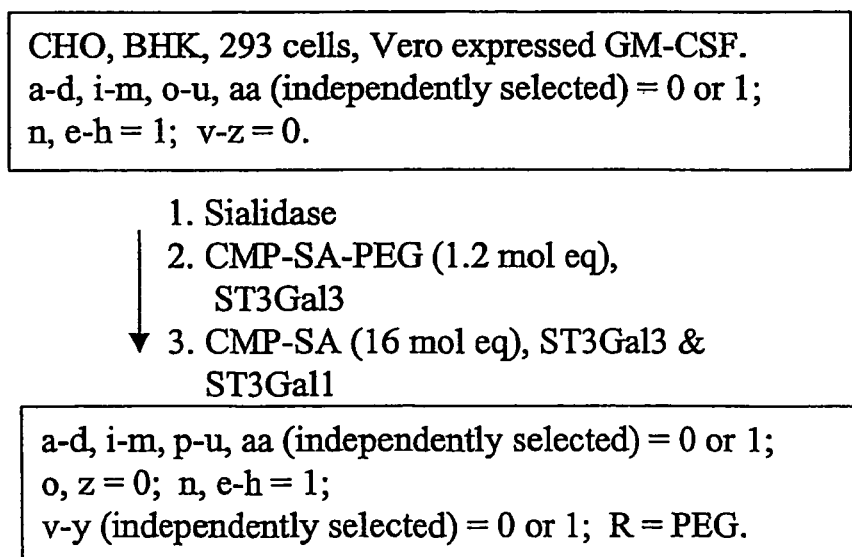 CHO, BHK, 293 cells, Vero expressed GM-CSF.
a-d, i-m, o-u, aa (independently selected) = 0 or 1;
n, e-h = 1; v-z = 0.
1. Sialidase
2. CMP-SA-PEG (1.2 mol eq),
ST3Gal3
3. CMP-SA (16 mol eq), ST3Gal3 &
ST3Gal1
a-d, i-m, p-u, aa (independently selected) = 0 or 1;
o, z = 0; n, e-h = 1;
v-y (independently selected) = 0 or 1; R = PEG.